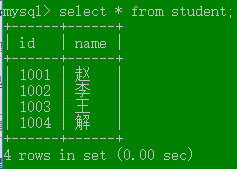 mysql> select * from student;
+------+------+
| id | name |
+------+------+
| 1001 | 赵 |
| 1002 | 李 |
| 1003 | 王 |
| 1004 | 解 |
+------+------+
4 rows in set (0.00 sec)